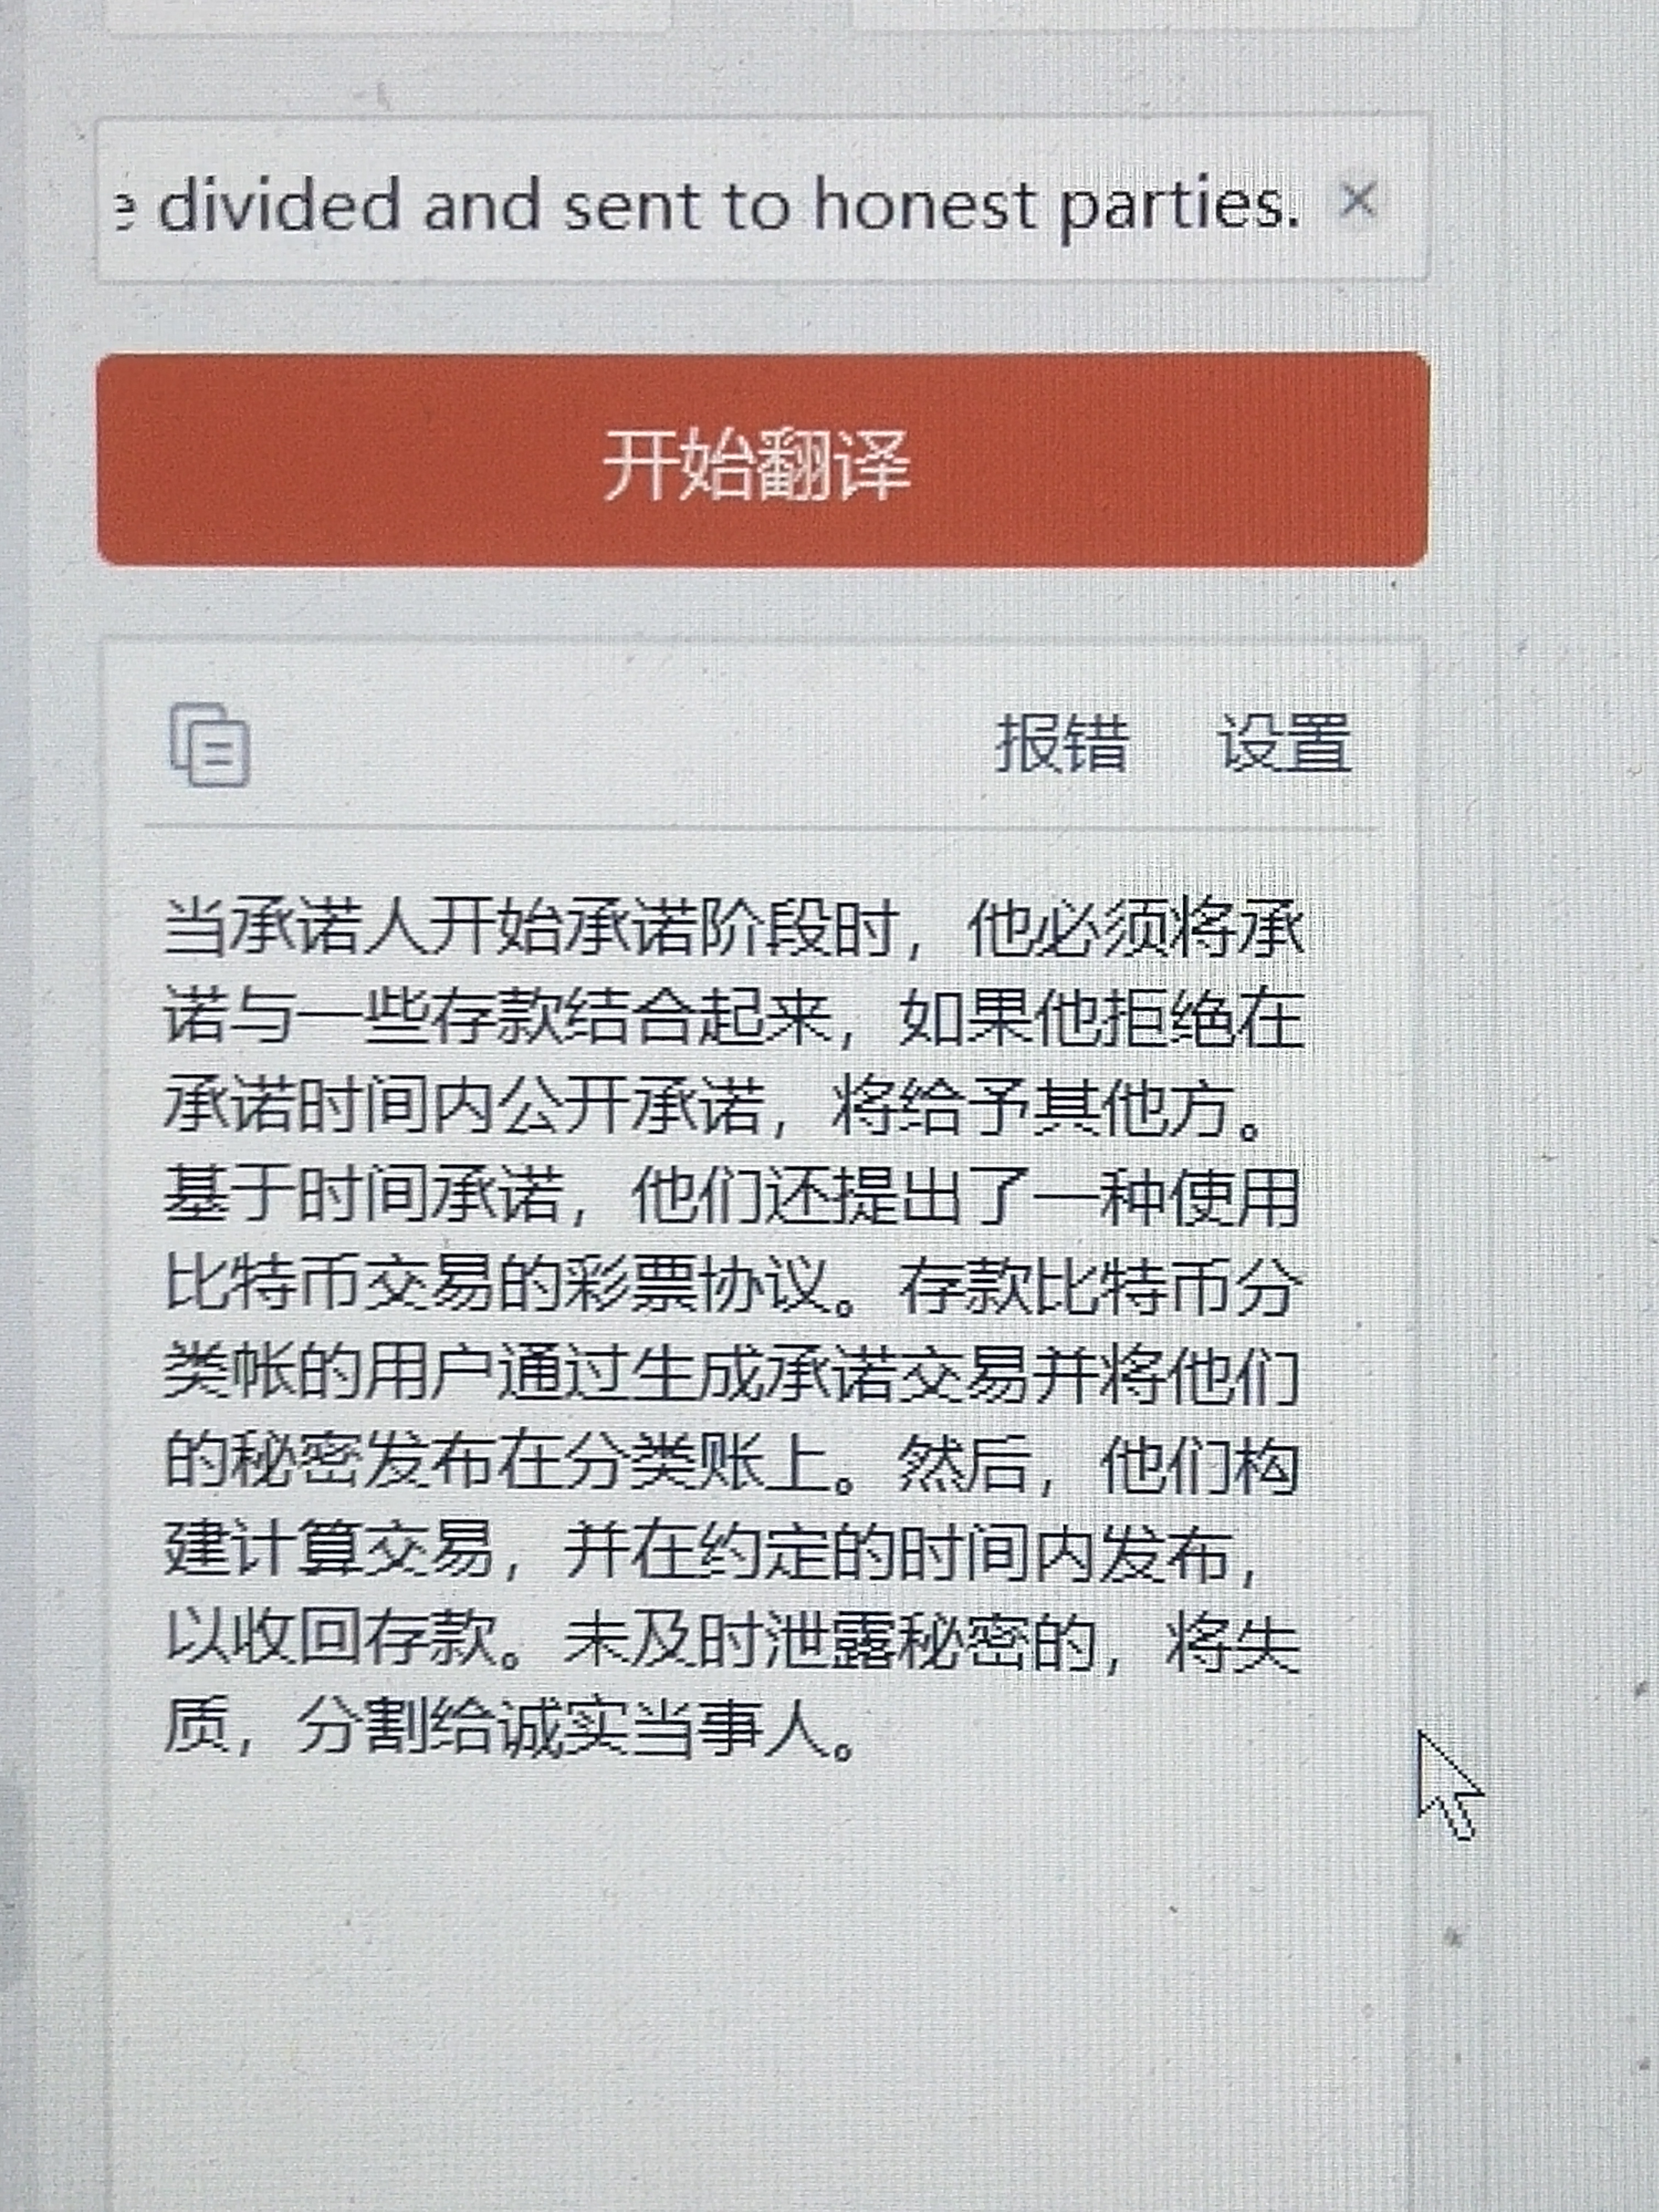 divided and sent to honest parties. ×
开始翻译
报错 设置
当承诺人开始承诺阶段时，他必须将承
诺与一些存款结合起来，如果他拒绝在
承诺时间内公开承诺，将给予其他方。
基于时间承诺，他们还提出了一种使用
比特币交易的彩票协议。存款比特币分
类帐的用户通过生成承诺交易并将他们
的秘密发布在分类账上。然后，他们构
建计算交易，并在约定的时间内发布，
以收回存款。未及时泄露秘密的，将失
质，分割给诚实当事人。